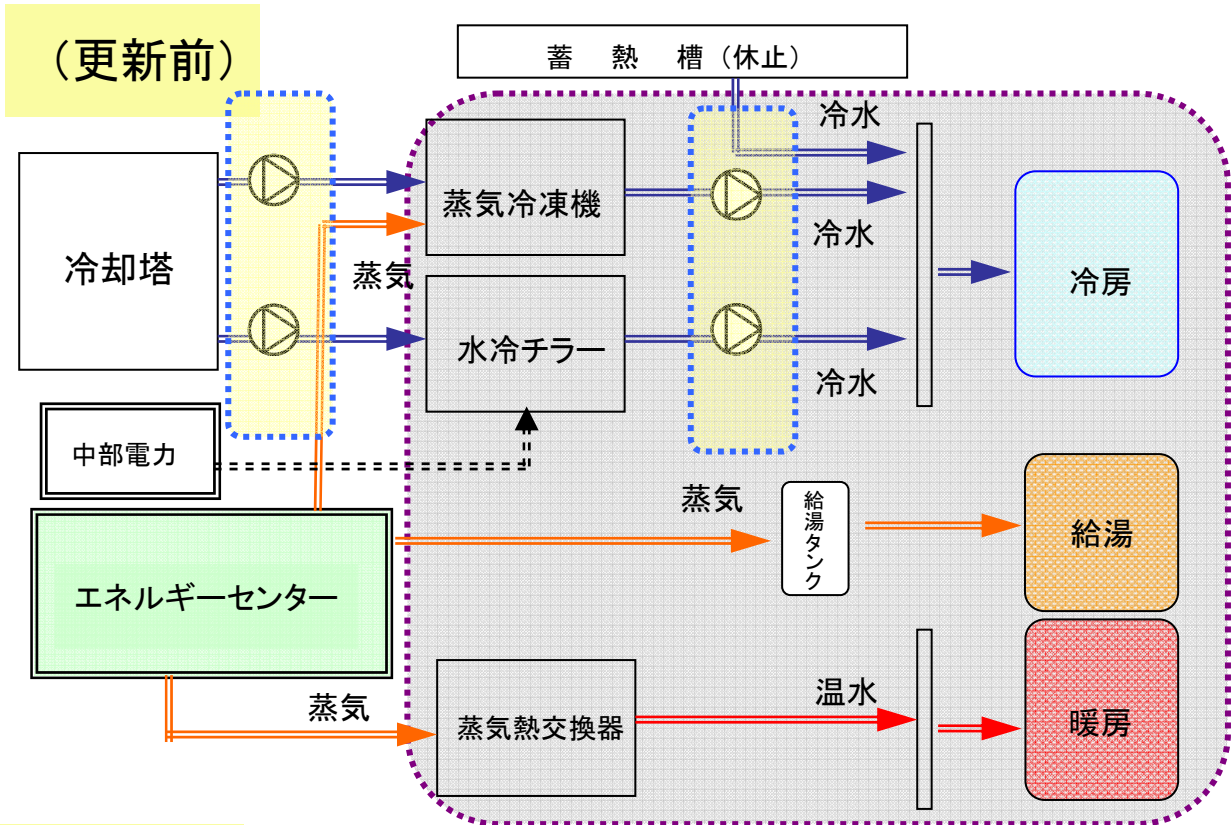 （更新前）
蓄熱槽（休止）
冷水
蒸気冷凍機
冷水
冷却塔
蒸気
冷房
水冷チラー
冷水
中部電力
蒸気
給湯タンク
給湯
エネルギーセンター
蒸気
温水
蒸気熱交換器
暖房